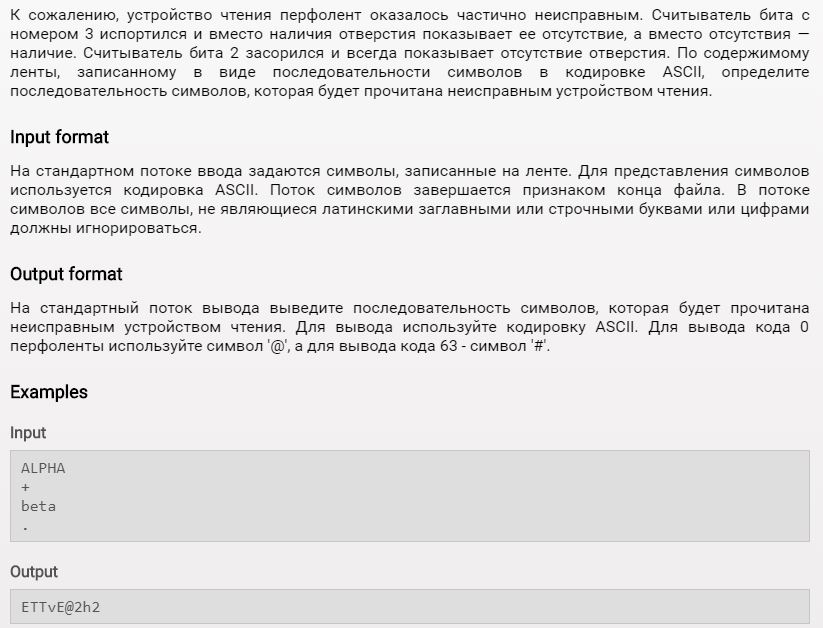 К сожалению, устройство чтения перфолент оказалось частично неисправным. Считыватель бита с
номером 3 испортился и вместо наличия отверстия показывает ее отсутствие, а вместо отсутствия —
наличие. Считыватель бита 2 засорился и всегда показывает отсутствие отверстия. По содержимому
ленты, записанному в виде последовательности символов в кодировке ASCII, определите
последовательность символов, которая будет прочитана неисправным устройством чтения.
Input format
На стандартном потоке ввода задаются символы, записанные на ленте. Для представления символов
используется кодировка ASCII. Поток символов завершается признаком конца файла. В потоке
символов все символы, не являющиеся латинскими заглавными или строчными буквами или цифрами
должны игнорироваться.
Output format
На стандартный поток вывода выведите последовательность символов, которая будет прочитана
неисправным устройством чтения. Для вывода используйте кодировку ASCII. Для вывода кода 0
перфоленты используйте символ '@', а для вывода кода 63 - символ '#'.
Examples
Input
ALPHA
+
beta
.
Output
ETTvE@2h2